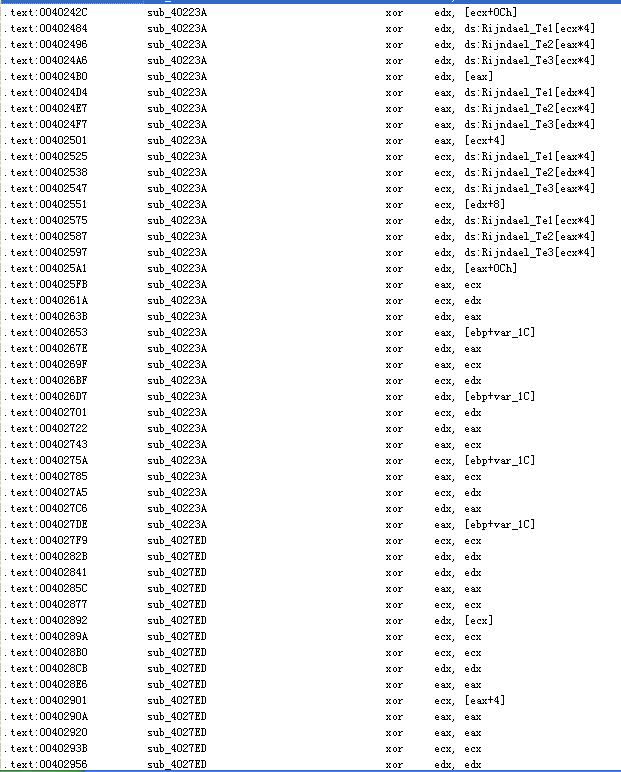 .text:0040242C sub_40223A xor edx, [ecx+0Ch]
.text:00402484 sub_40223A xor edx, ds:Rijndael_Te1[ecx*4]
.text:00402496 sub_40223A xor edx, ds:Rijndael_Te2[eax*4]
.text:004024A6 sub_40223A xor edx, ds:Rijndael_Te3[ecx*4]
.text:004024B0 sub_40223A xor edx, [eax]
.text:004024D4 sub_40223A xor eax, ds:Rijndael_Te1[edx*4]
.text:004024E7 sub_40223A xor eax, ds:Rijndael_Te2[ecx*4]
.text:004024F7 sub_40223A xor eax, ds:Rijndael_Te3[edx*4]
.text:00402501 sub_40223A xor eax, [ecx+4]
.text:00402525 sub_40223A xor ecx, ds:Rijndael_Te1[eax*4]
.text:00402538 sub_40223A xor ecx, ds:Rijndael_Te2[edx*4]
.text:00402547 sub_40223A xor ecx, ds:Rijndael_Te3[eax*4]
.text:00402551 sub_40223A xor ecx, [edx+8]
.text:00402575 sub_40223A xor edx, ds:Rijndael_Te1[ecx*4]
.text:00402587 sub_40223A xor edx, ds:Rijndael_Te2[eax*4]
.text:00402597 sub_40223A xor edx, ds:Rijndael_Te3[ecx*4]
.text:004025A1 sub_40223A xor edx, [eax+0Ch]
.text:004025FB sub_40223A xor eax, ecx
.text:0040261A sub_40223A xor ecx, edx
.text:0040263B sub_40223A xor edx, eax
.text:00402653 sub_40223A xor eax, [ebp+var_1C]
.text:0040267E sub_40223A xor edx, eax
.text:0040269F sub_40223A xor eax, ecx
.text:004026BF sub_40223A xor ecx, edx
.text:004026D7 sub_40223A xor edx, [ebp+var_1C]
.text:00402701 sub_40223A xor ecx, edx
.text:00402722 sub_40223A xor edx, eax
.text:00402743 sub_40223A xor eax, ecx
.text:0040275A sub_40223A xor ecx, [ebp+var_1C]
.text:00402785 sub_40223A xor eax, ecx
.text:004027A5 sub_40223A xor ecx, edx
.text:004027C6 sub_40223A xor edx, eax
.text:004027DE sub_40223A xor eax, [ebp+var_1C]
.text:004027F9 sub_4027ED xor ecx, ecx
.text:0040282B sub_4027ED xor edx, edx
.text:00402841 sub_4027ED xor edx, edx
.text:0040285C sub_4027ED xor eax, eax
.text:00402877 sub_4027ED xor ecx, ecx
.text:00402892 sub_4027ED xor edx, [ecx]
.text:0040289A sub_4027ED xor ecx, ecx
.text:004028B0 sub_4027ED xor ecx, ecx
.text:004028CB sub_4027ED xor edx, edx
.text:004028E6 sub_4027ED xor eax, eax
.text:00402901 sub_4027ED xor ecx, [eax+4]
.text:0040290A sub_4027ED xor eax, eax
.text:00402920 sub_4027ED xor eax, eax
.text:0040293B sub_4027ED xor ecx, ecx
.text:00402956 sub_4027ED xor edx, edx